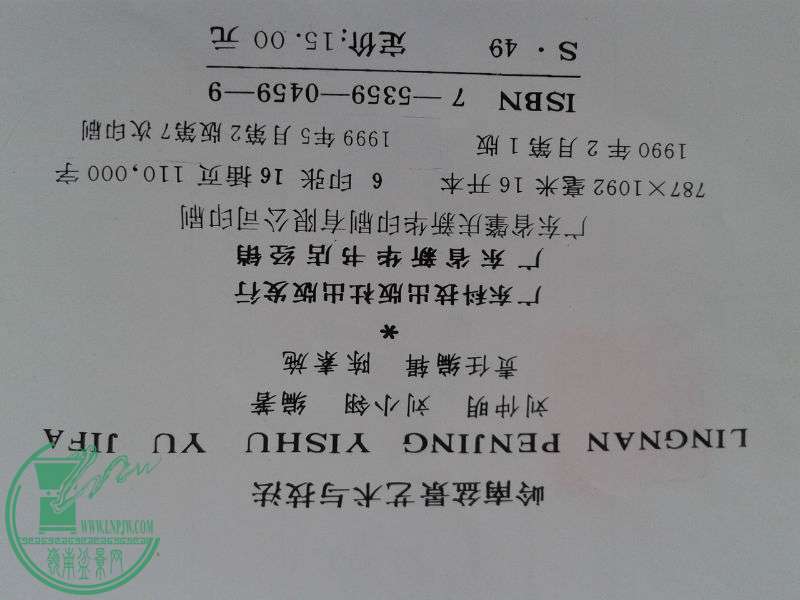 岭南盆景艺术与技法
LINGNAN PENJING YISHU YU JIFA
刘仲明 刘小翎 编著
责任编辑 陈素施
*
广东科技出版社出版发行
广东省新华书店经销
广东省肇庆新华印刷有限公司印刷
787×1092毫米 16开本 6印张 16插页 110,000字
1990年2月第1版 1999年5月第2版第7次印刷
ISBN 7—5359—0459—9
S·49 定价:15.00元
WWW.LNPJW.COM
嶺南盆景网